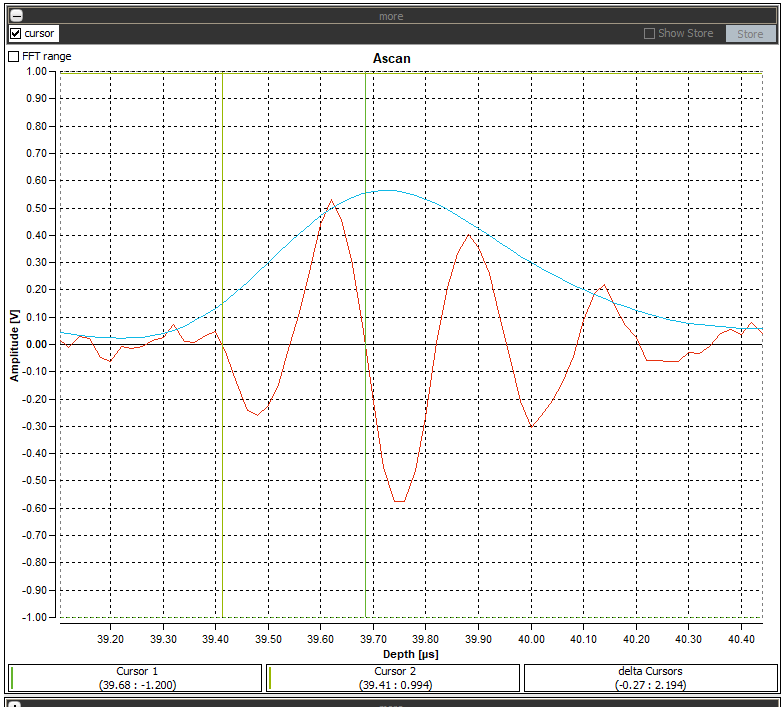 more
cursor
Show Store
Store
FFT range
Ascan
1.00
0.90
0.80
0.70
0.60
0.50
0.40
0.30
0.20
0.10
0.00
-0.10
-0.20
-0.30
-0.40
-0.50
-0.60
-0.70
-0.80
-0.90
-1.00
Amplitude [V]
39.20 39.30 39.40 39.50 39.60 39.70 39.80 39.90 40.00 40.10 40.20 40.30 40.40
Depth [µs]
Cursor 1
(39.68 : -1.200)
Cursor 2
(39.41 : 0.994)
delta Cursors
(-0.27 : 2.194)